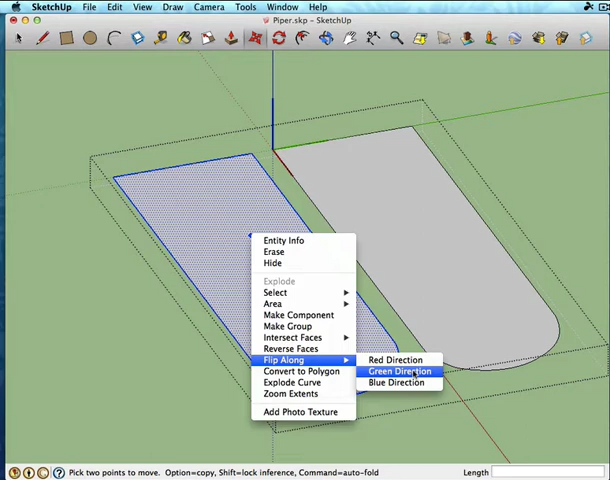 SketchUp File Edit View Draw Camera Tools Window Help
Piper.skp - SketchUp
Entity Info
Erase
Hide
Explode
Select
Area
Make Component
Make Group
Intersect Faces
Reverse Faces
Flip Along
Convert to Polygon
Explode Curve
Zoom Extents
Add Photo Texture
Red Direction
Green Direction
Blue Direction
Pick two points to move. Option=copy, Shift=lock inference, Command=auto-fold
Length